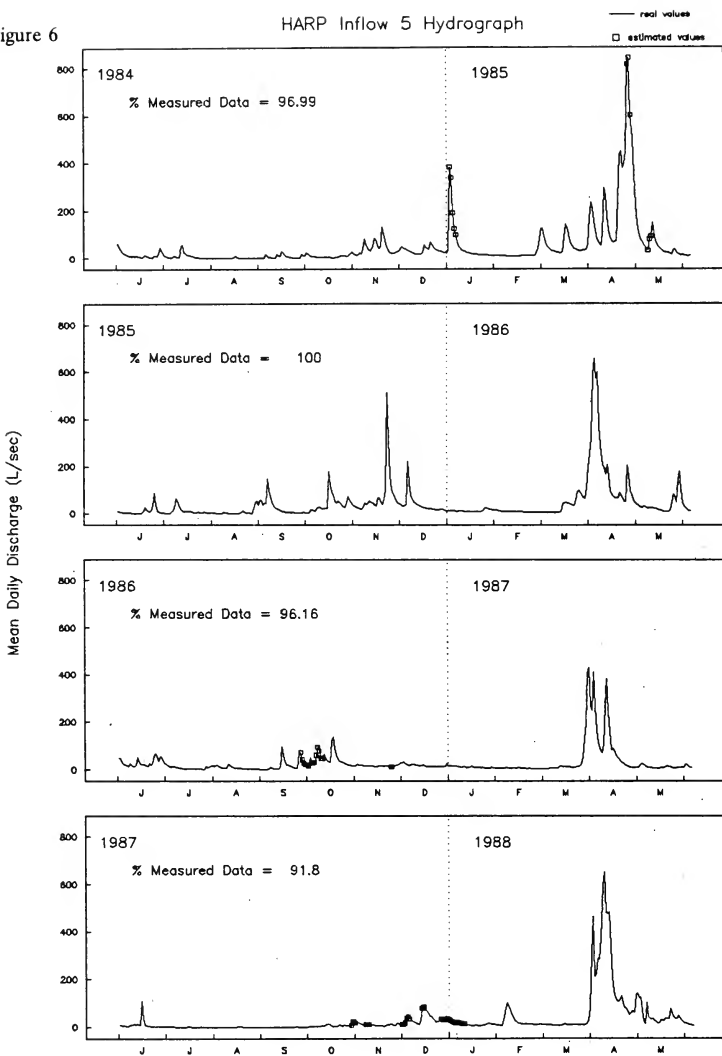 igure 6
HARP Inflow 5 Hydrograph
real values
estimated values
Mean Daily Discharge (L/sec)
1984
1985
% Measured Data = 96.99
800
600
400
200
0
J J A S O N D J F M A M
1985
1986
% Measured Data = 100
800
600
400
200
0
J J A S O N D J F M A M
1986
1987
% Measured Data = 96.16
800
600
400
200
0
J J A S O N D J F M A M
1987
1988
% Measured Data = 91.8
800
600
400
200
0
J J A S O N D J F M A M